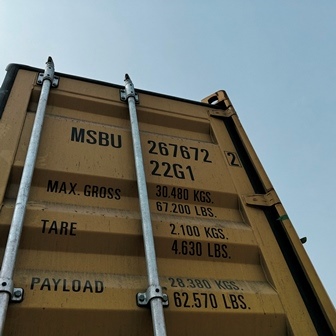 MSBU 267672 2
22G1
MAX. GROSS 30.480 KGS.
67.200 LBS.
TARE 2.100 KGS.
4.630 LBS.
PAYLOAD 28.380 KGS.
62.570 LBS.